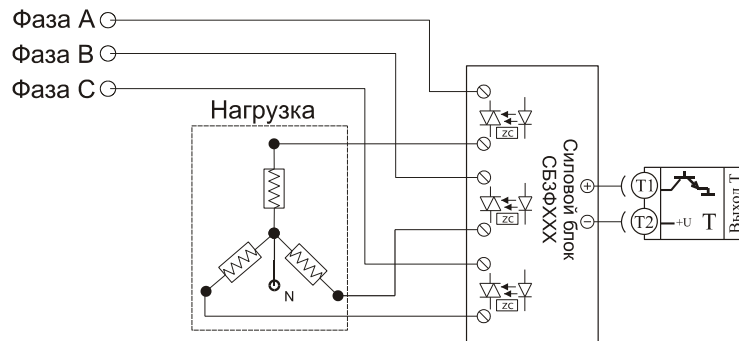 Фаза А
Фаза В
Фаза С
Нагрузка
N
ZC
ZC
ZC
Силовой блок
СБ3ФХХХ
+
−
T1
T2
+U T
Выход Т